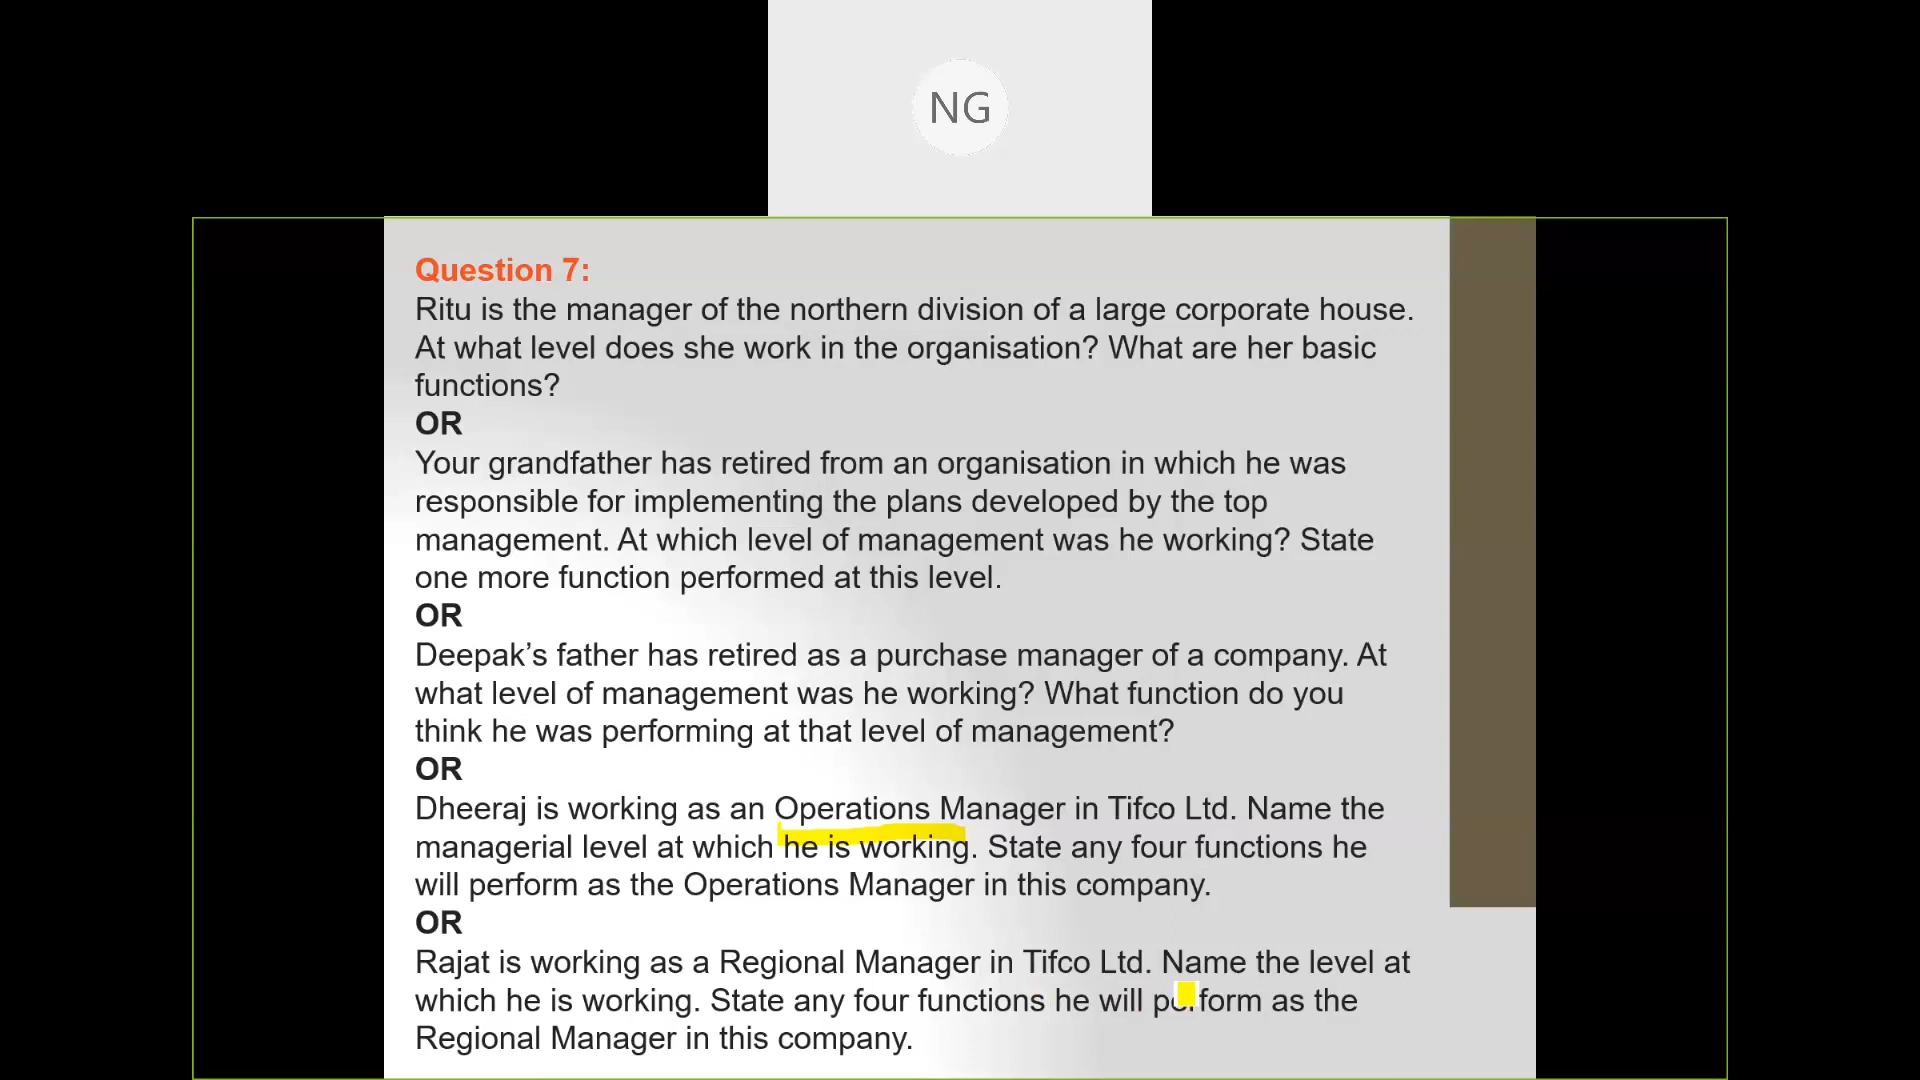 NG
Question 7:
Ritu is the manager of the northern division of a large corporate house.
At what level does she work in the organisation? What are her basic
functions?
OR
Your grandfather has retired from an organisation in which he was
responsible for implementing the plans developed by the top
management. At which level of management was he working? State
one more function performed at this level.
OR
Deepak’s father has retired as a purchase manager of a company. At
what level of management was he working? What function do you
think he was performing at that level of management?
OR
Dheeraj is working as an Operations Manager in Tifco Ltd. Name the
managerial level at which he is working. State any four functions he
will perform as the Operations Manager in this company.
OR
Rajat is working as a Regional Manager in Tifco Ltd. Name the level at
which he is working. State any four functions he will perform as the
Regional Manager in this company.